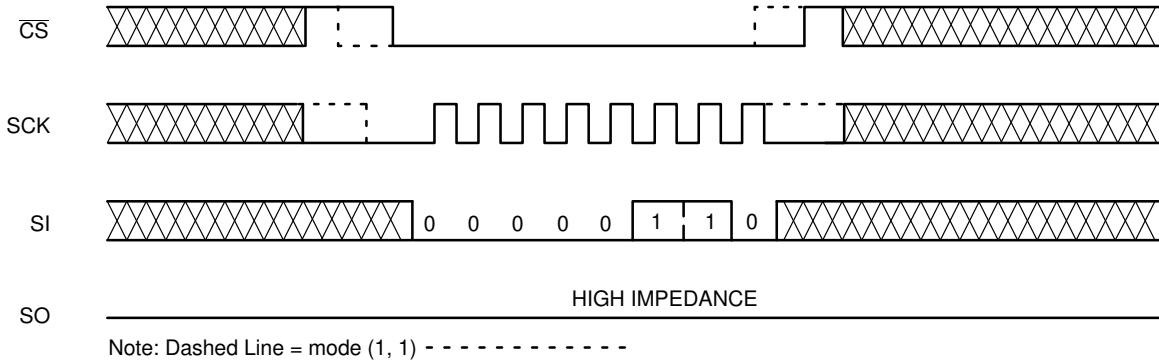 CS
SCK
SI
0 0 0 0 0 1 1 0
SO
HIGH IMPEDANCE
Note: Dashed Line = mode (1, 1)